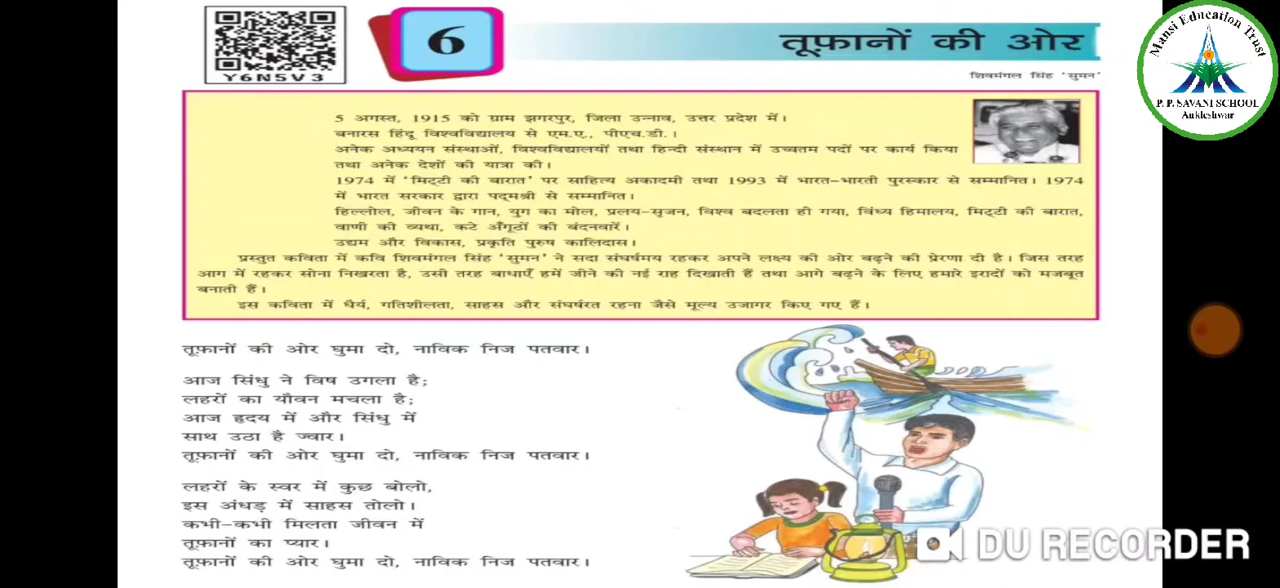 Y6N5V3
6
तूफ़ानों की ओर
शिवमंगल सिंह 'सुमन'
Mansi Education Trust
P. P. SAVANI SCHOOL
Ankleshwar
5 अगस्त, 1915 को ग्राम झगरपुर, जिला उन्नाव, उत्तर प्रदेश में।
बनारस हिंदू विश्वविद्यालय से एम.ए., पीएच.डी.।
अनेक अध्ययन संस्थाओं, विश्वविद्यालयों तथा हिन्दी संस्थान में उच्चतम पदों पर कार्य किया
तथा अनेक देशों की यात्रा की।
1974 में 'मिट्टी की बारात' पर साहित्य अकादमी तथा 1993 में भारत-भारती पुरस्कार से सम्मानित। 1974
में भारत सरकार द्वारा पद्मश्री से सम्मानित।
हिल्लोल, जीवन के गान, युग का मोल, प्रलय-सृजन, विश्व बदलता ही गया, विंध्य हिमालय, मिट्टी की बारात,
वाणी की व्यथा, कटे अँगूठों की बंदनवारें।
उद्यम और विकास, प्रकृति पुरुष कालिदास।
प्रस्तुत कविता में कवि शिवमंगल सिंह 'सुमन' ने सदा संघर्षमय रहकर अपने लक्ष्य की ओर बढ़ने की प्रेरणा दी है। जिस तरह
आग में रहकर सोना निखरता है, उसी तरह बाधाएँ हमें जीने की नई राह दिखाती हैं तथा आगे बढ़ने के लिए हमारे इरादों को मजबूत
बनाती हैं।
इस कविता में धैर्य, गतिशीलता, साहस और संघर्षरत रहना जैसे मूल्य उजागर किए गए हैं।
तूफ़ानों की ओर घुमा दो, नाविक निज पतवार।
आज सिंधु ने विष उगला है;
लहरों का यौवन मचला है;
आज हृदय में और सिंधु में
साथ उठा है ज्वार।
तूफ़ानों की ओर घुमा दो, नाविक निज पतवार।
लहरों के स्वर में कुछ बोलो,
इस अंधड़ में साहस तोलो।
कभी-कभी मिलता जीवन में
तूफ़ानों का प्यार।
तूफ़ानों की ओर घुमा दो, नाविक निज पतवार।
DU RECORDER